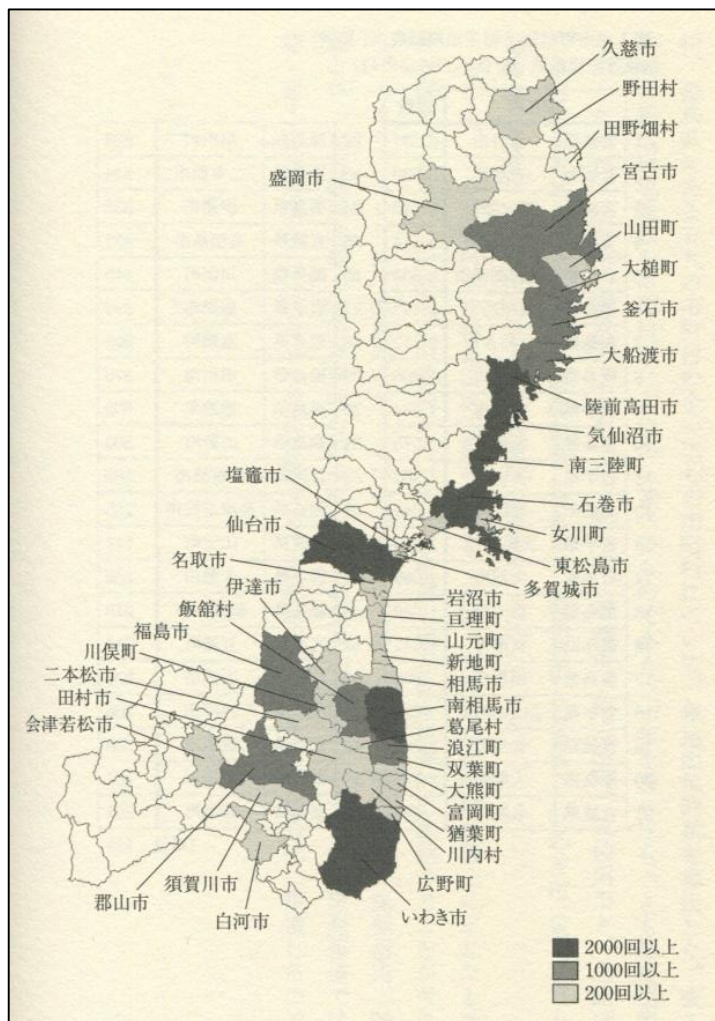 久慈市
野田村
田野畑村
宮古市
盛岡市
山田町
大槌町
釜石市
大船渡市
陸前高田市
気仙沼市
南三陸町
塩竈市
石巻市
仙台市
女川町
東松島市
名取市
多賀城市
伊達市
岩沼市
飯舘村
亘理町
福島市
山元町
川俣町
新地町
二本松市
相馬市
田村市
南相馬市
会津若松市
葛尾村
浪江町
双葉町
大熊町
富岡町
猶葉町
川内村
広野町
須賀川市
郡山市
白河市
いわき市
2000回以上
1000回以上
200回以上